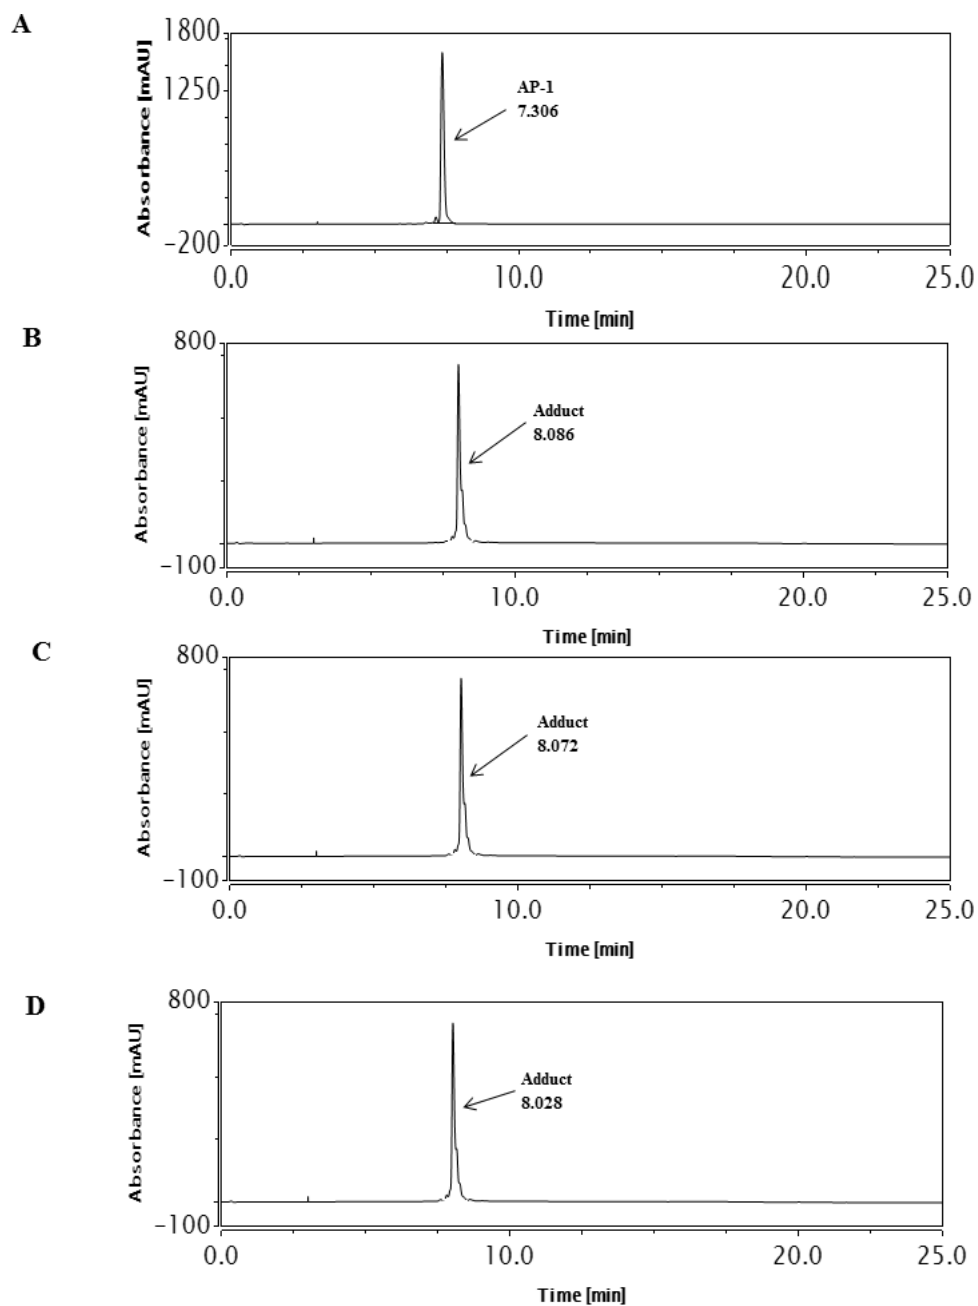 A
Absorbance [mAU]
1800
1250
−200
AP-1
7.306
0.0 10.0 20.0 25.0
Time [min]
B
Absorbance [mAU]
800
−100
Adduct
8.086
0.0 10.0 20.0 25.0
Time [min]
C
Absorbance [mAU]
800
−100
Adduct
8.072
0.0 10.0 20.0 25.0
Time [min]
D
Absorbance [mAU]
800
−100
Adduct
8.028
0.0 10.0 20.0 25.0
Time [min]